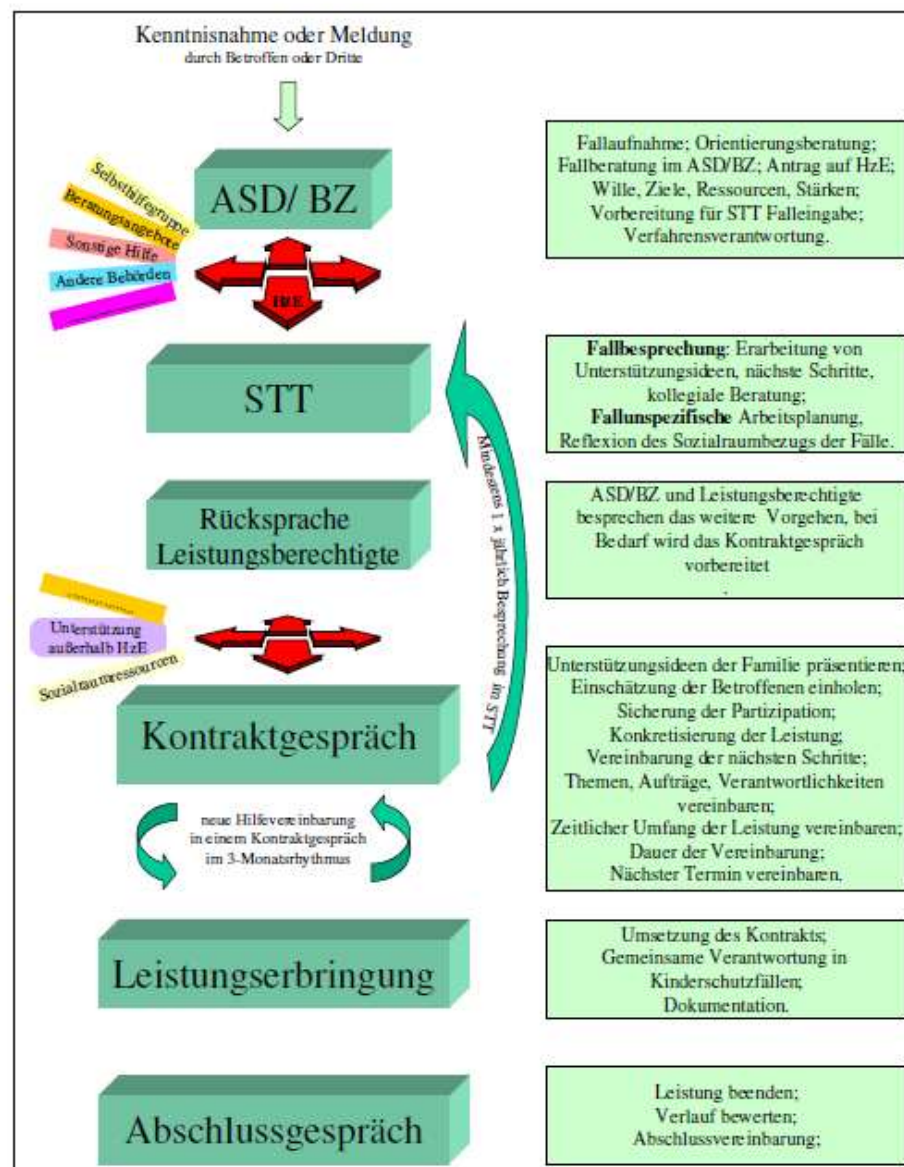 Kenntnisnahme oder Meldung
durch Betroffen oder Dritte
ASD/ BZ
Fallaufnahme; Orientierungsberatung;
Fallberatung im ASD/BZ; Antrag auf HzE;
Wille, Ziele, Ressourcen, Stärken;
Vorbereitung für STT Falleingabe;
Verfahrensverantwortung.
Selbsthilfegruppe
Beratungsangebote
Sonstige Hilfe
Andere Behörden
HzE
STT
Fallbesprechung: Erarbeitung von
Unterstützungsideen, nächste Schritte,
kollegiale Beratung;
Fallunspezifische Arbeitsplanung,
Reflexion des Sozialraumbezugs der Fälle.
Mindestens 1 x jährlich Besprechung im STT
Rücksprache
Leistungsberechtigte
ASD/BZ und Leistungsberechtigte
besprechen das weitere Vorgehen, bei
Bedarf wird das Kontraktgespräch
vorbereitet
.
Unterstützung
außerhalb HzE
Sozialraumressourcen
Kontraktgespräch
Unterstützungsideen der Familie präsentieren;
Einschätzung der Betroffenen einholen;
Sicherung der Partizipation;
Konkretisierung der Leistung;
Vereinbarung der nächsten Schritte;
Themen, Aufträge, Verantwortlichkeiten
vereinbaren;
Zeitlicher Umfang der Leistung vereinbaren;
Dauer der Vereinbarung;
Nächster Termin vereinbaren.
neue Hilfevereinbarung
in einem Kontraktgespräch
im 3-Monatsrhythmus
Leistungserbringung
Umsetzung des Kontrakts;
Gemeinsame Verantwortung in
Kinderschutzfällen;
Dokumentation.
Abschlussgespräch
Leistung beenden;
Verlauf bewerten;
Abschlussvereinbarung;